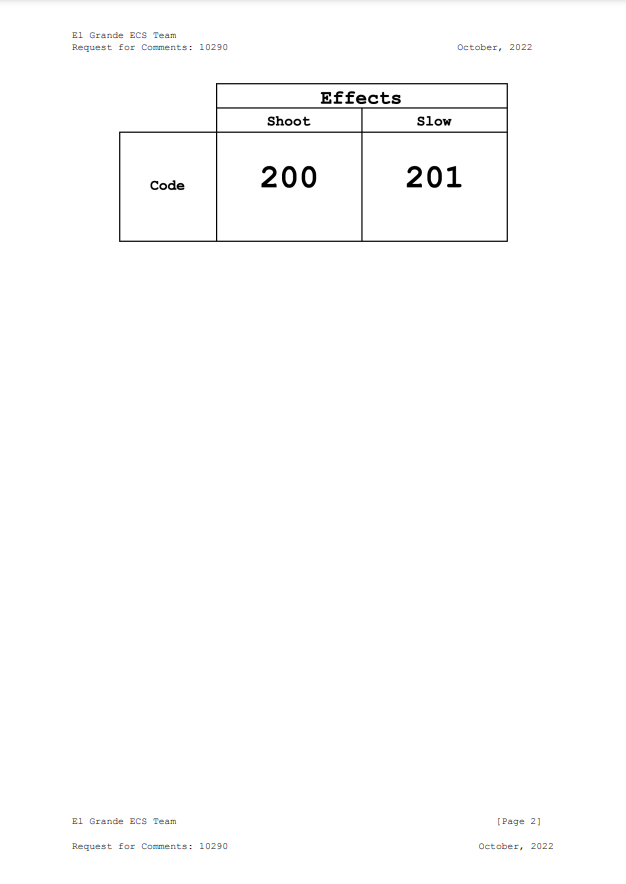 El Grande ECS Team
Request for Comments: 10290 October, 2022
Effects
Shoot Slow
Code 200 201
El Grande ECS Team [Page 2]
Request for Comments: 10290 October, 2022